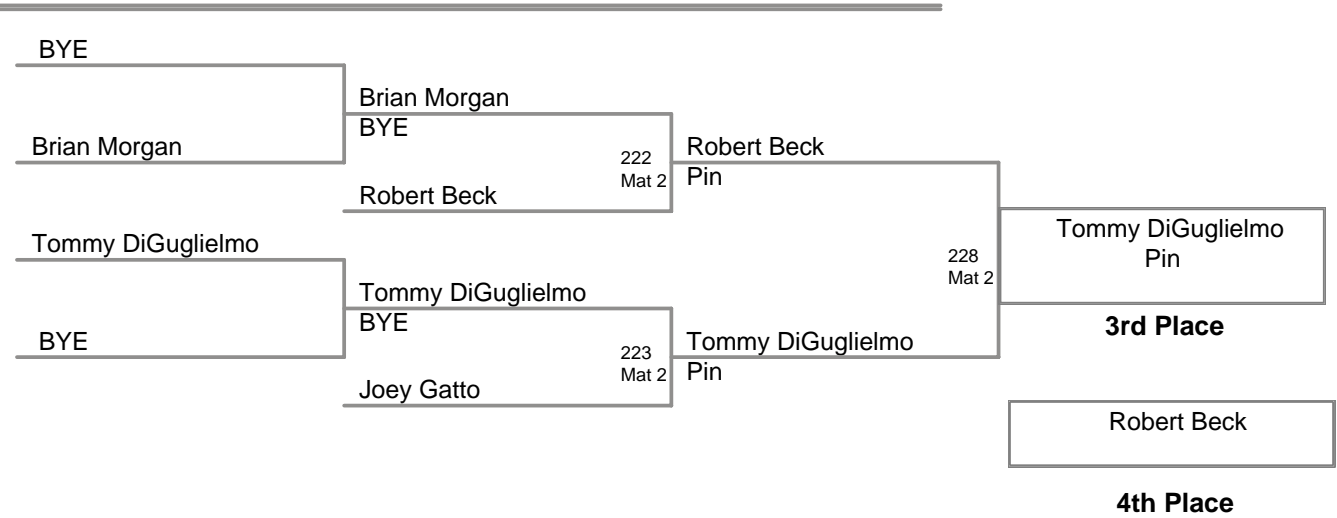 BYE
Brian Morgan
Brian Morgan
BYE
222
Mat 2
Robert Beck
Pin
Robert Beck
Tommy DiGuglielmo
228
Mat 2
Tommy DiGuglielmo
Pin
3rd Place
Tommy DiGuglielmo
BYE
BYE
223
Mat 2
Tommy DiGuglielmo
Pin
Joey Gatto
Robert Beck
4th Place